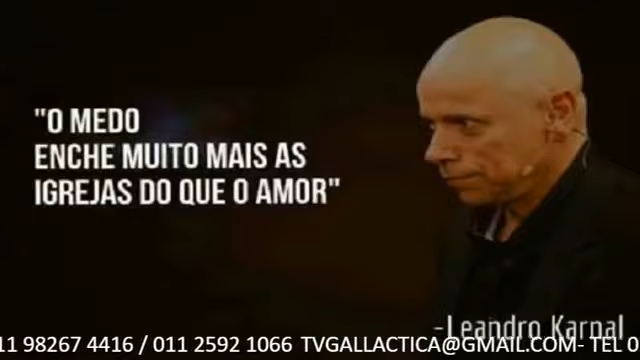 "O MEDO
ENCHE MUITO MAIS AS
IGREJAS DO QUE O AMOR"
-Leandro Karnal
11 98267 4416 / 011 2592 1066 TVGALLACTICA@GMAIL.COM- TEL 0